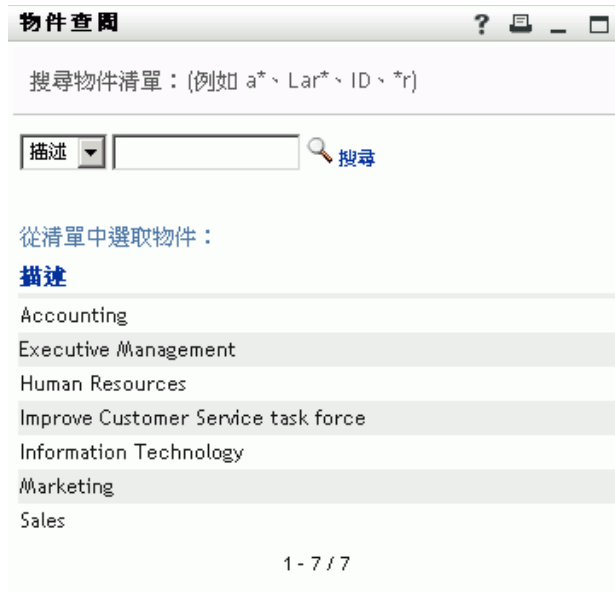 物件查閱
搜尋物件清單：(例如 a*、Lar*、ID、*r)
描述 搜尋
從清單中選取物件：
描述
Accounting
Executive Management
Human Resources
Improve Customer Service task force
Information Technology
Marketing
Sales
1 - 7 / 7